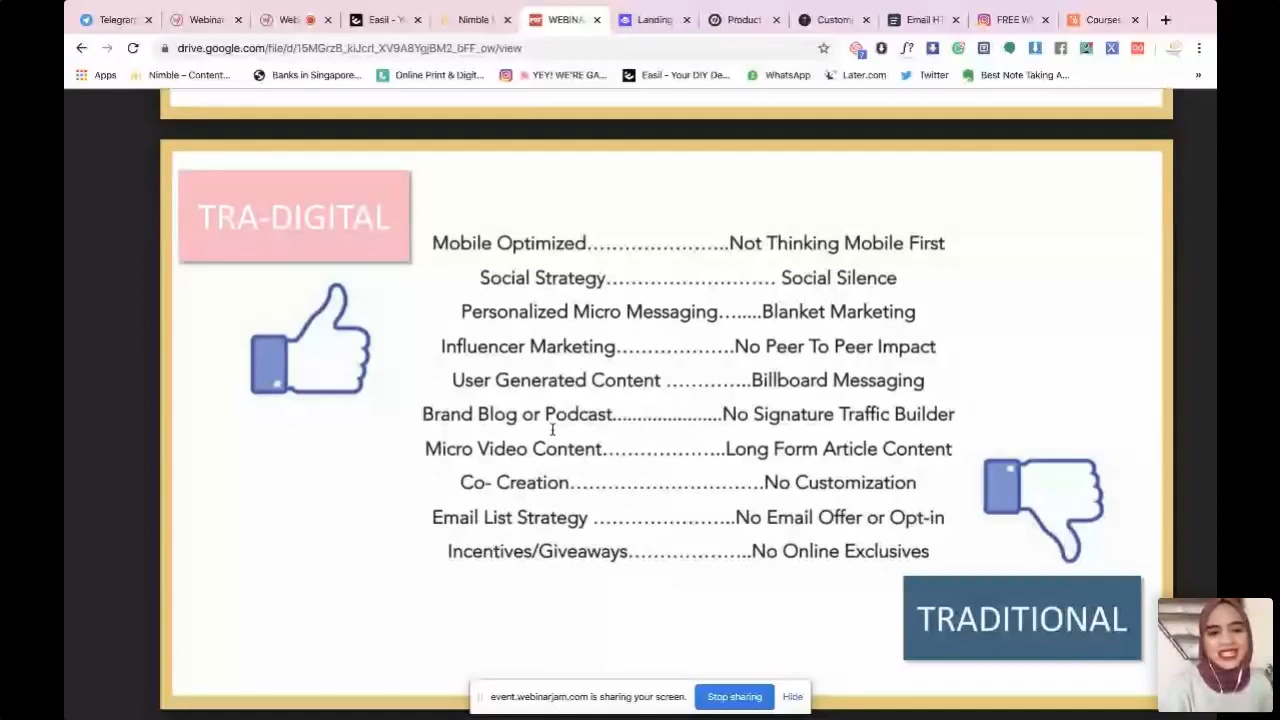 Telegram
Webinar
Web
Easil - Y
Nimble
WEBINA
Landing
Product
Custom
Email HT
FREE W
Courses
drive.google.com/file/d/15MGrzB_kiJcrl_XV9A8YgjBM2_bFF_ow/view
Apps
Nimble – Content...
Banks in Singapore...
Online Print & Digit...
YEY! WE'RE GA...
Easil - Your DIY De...
WhatsApp
Later.com
Twitter
Best Note Taking A...
»
TRA-DIGITAL
Mobile Optimized…………………..Not Thinking Mobile First
Social Strategy……………………… Social Silence
Personalized Micro Messaging….....Blanket Marketing
Influencer Marketing………………..No Peer To Peer Impact
User Generated Content …………..Billboard Messaging
Brand Blog or Podcast......................No Signature Traffic Builder
Micro Video Content………………..Long Form Article Content
Co- Creation………………………….No Customization
Email List Strategy …………………..No Email Offer or Opt-in
Incentives/Giveaways………………..No Online Exclusives
TRADITIONAL
event.webinarjam.com is sharing your screen.
Stop sharing
Hide